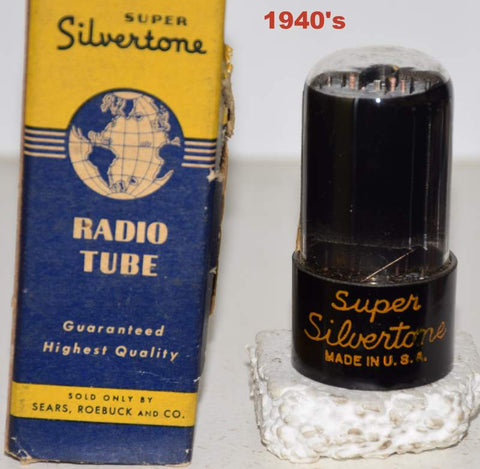 1940's
SUPER
Silvertone
RADIO
TUBE
Guaranteed
Highest Quality
SOLD ONLY BY
SEARS, ROEBUCK AND CO.
Super
Silvertone
MADE IN U.S.A.